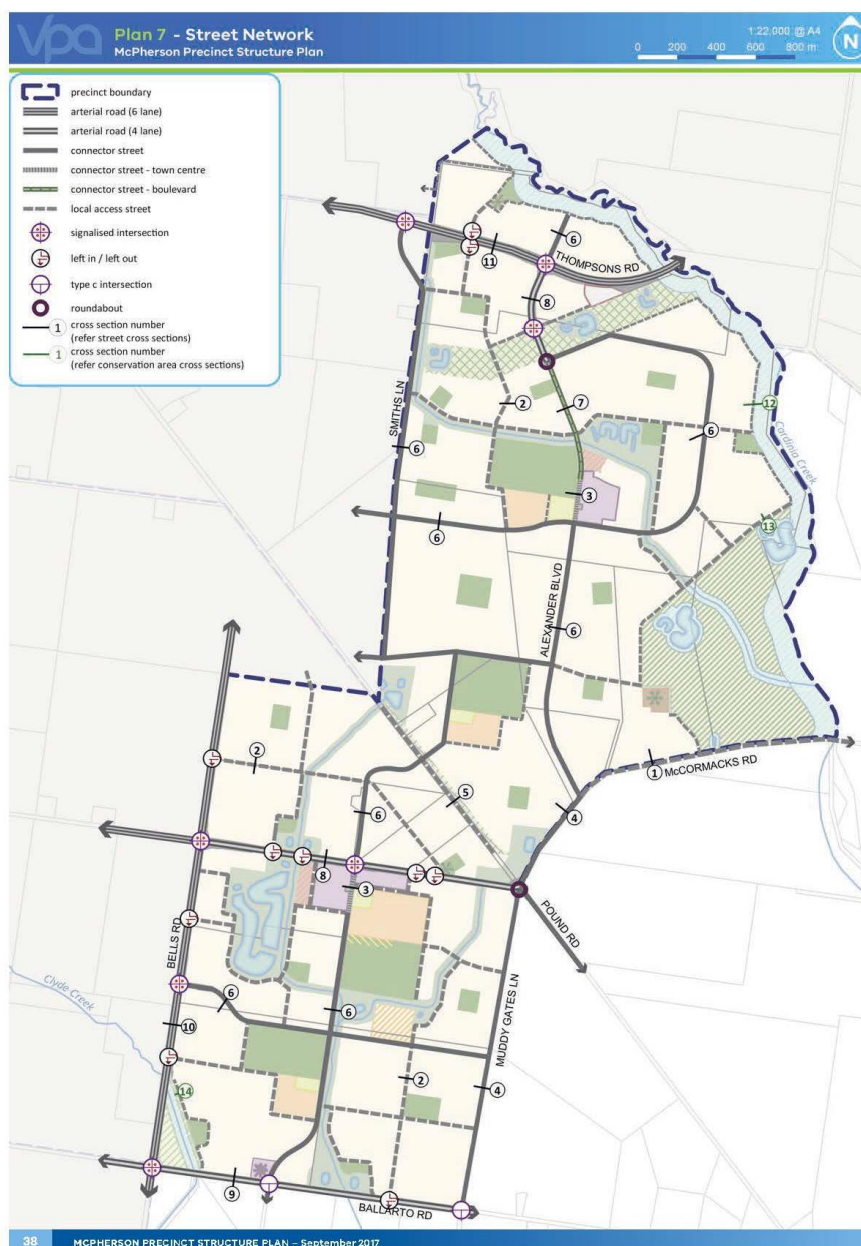 vpa
Plan 7 - Street Network
McPherson Precinct Structure Plan
1:22,000 @ A4
0 200 400 600 800 m
N
precinct boundary
arterial road (6 lane)
arterial road (4 lane)
connector street
connector street - town centre
connector street - boulevard
local access street
signalised intersection
left in / left out
type c intersection
roundabout
1 cross section number
(refer street cross sections)
1 cross section number
(refer conservation area cross sections)
6
11
THOMPSONS RD
8
7
2
12
SMITHS LN
6
6
Cardinia Creek
3
13
6
ALEXANDER BLVD
6
2
1
McCORMACKS RD
5
6
4
8
3
BELLS RD
POUND RD
Clyde Creek
6
6
10
MUDDY GATES LN
2
4
14
9
BALLARTO RD
38 MCPHERSON PRECINCT STRUCTURE PLAN – September 2017